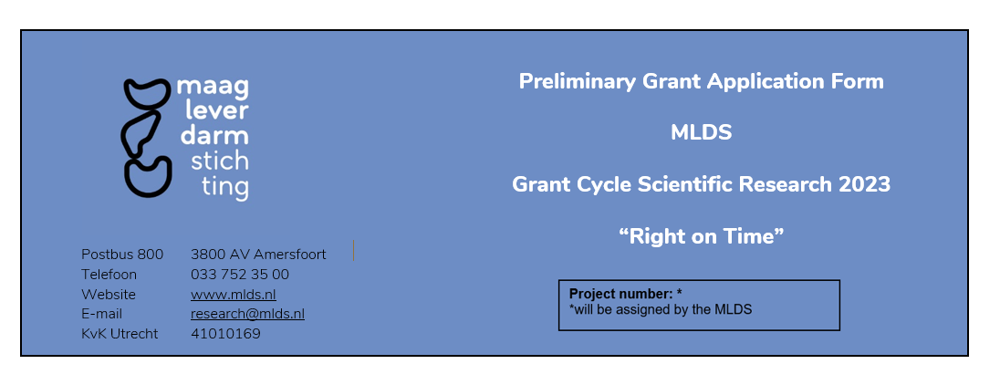 maag
lever
darm
stich
ting
Preliminary Grant Application Form
MLDS
Grant Cycle Scientific Research 2023
“Right on Time”
Postbus 800 3800 AV Amersfoort
Telefoon 033 752 35 00
Website www.mlds.nl
E-mail research@mlds.nl
KvK Utrecht 41010169
Project number: *
*will be assigned by the MLDS